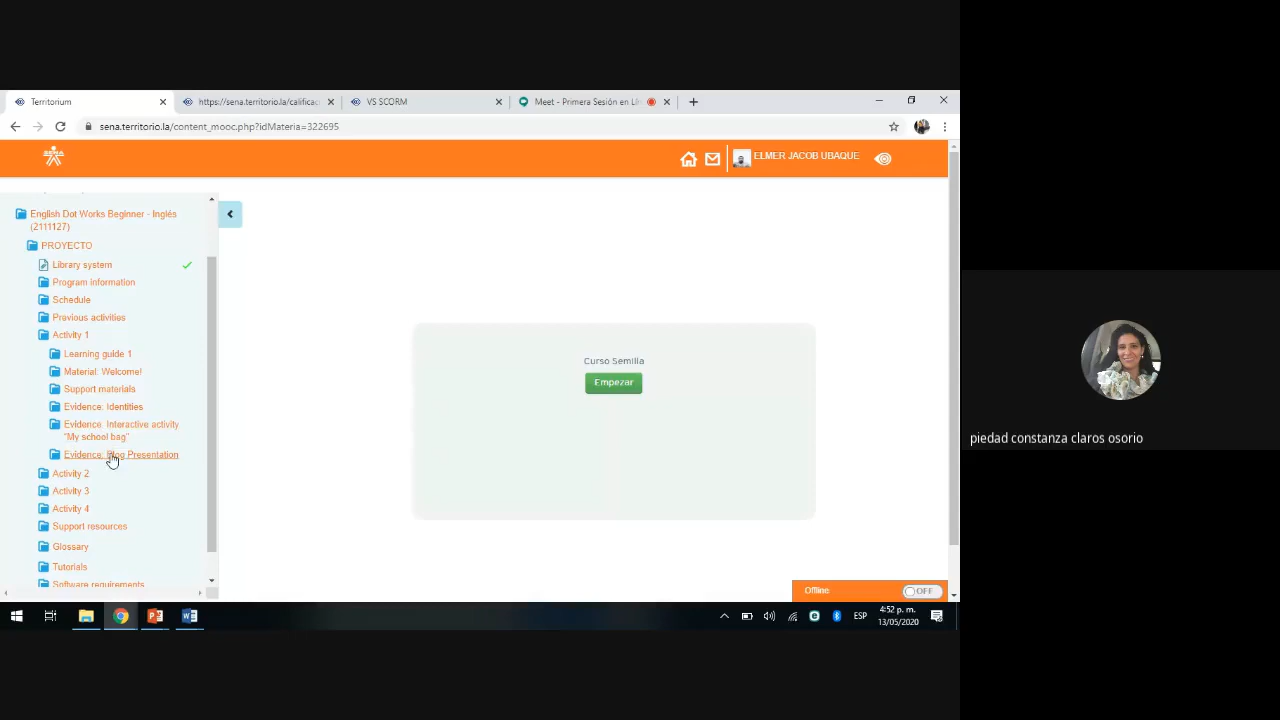 Territorium
https://sena.territorio.la/calificac
VS SCORM
Meet - Primera Sesión en Lín
sena.territorio.la/content_mooc.php?idMateria=322695
SENA
ELMER JACOB UBAQUE
English Dot Works Beginner - Inglés
(2111127)
PROYECTO
Library system
Program information
Schedule
Previous activities
Activity 1
Learning guide 1
Material: Welcome!
Support materials
Evidence: Identities
Evidence: Interactive activity
"My school bag"
Evidence: Blog Presentation
Activity 2
Activity 3
Activity 4
Support resources
Glossary
Tutorials
Software requirements
Curso Semilla
Empezar
Offline
OFF
ESP
4:52 p. m.
13/05/2020
piedad constanza claros osorio